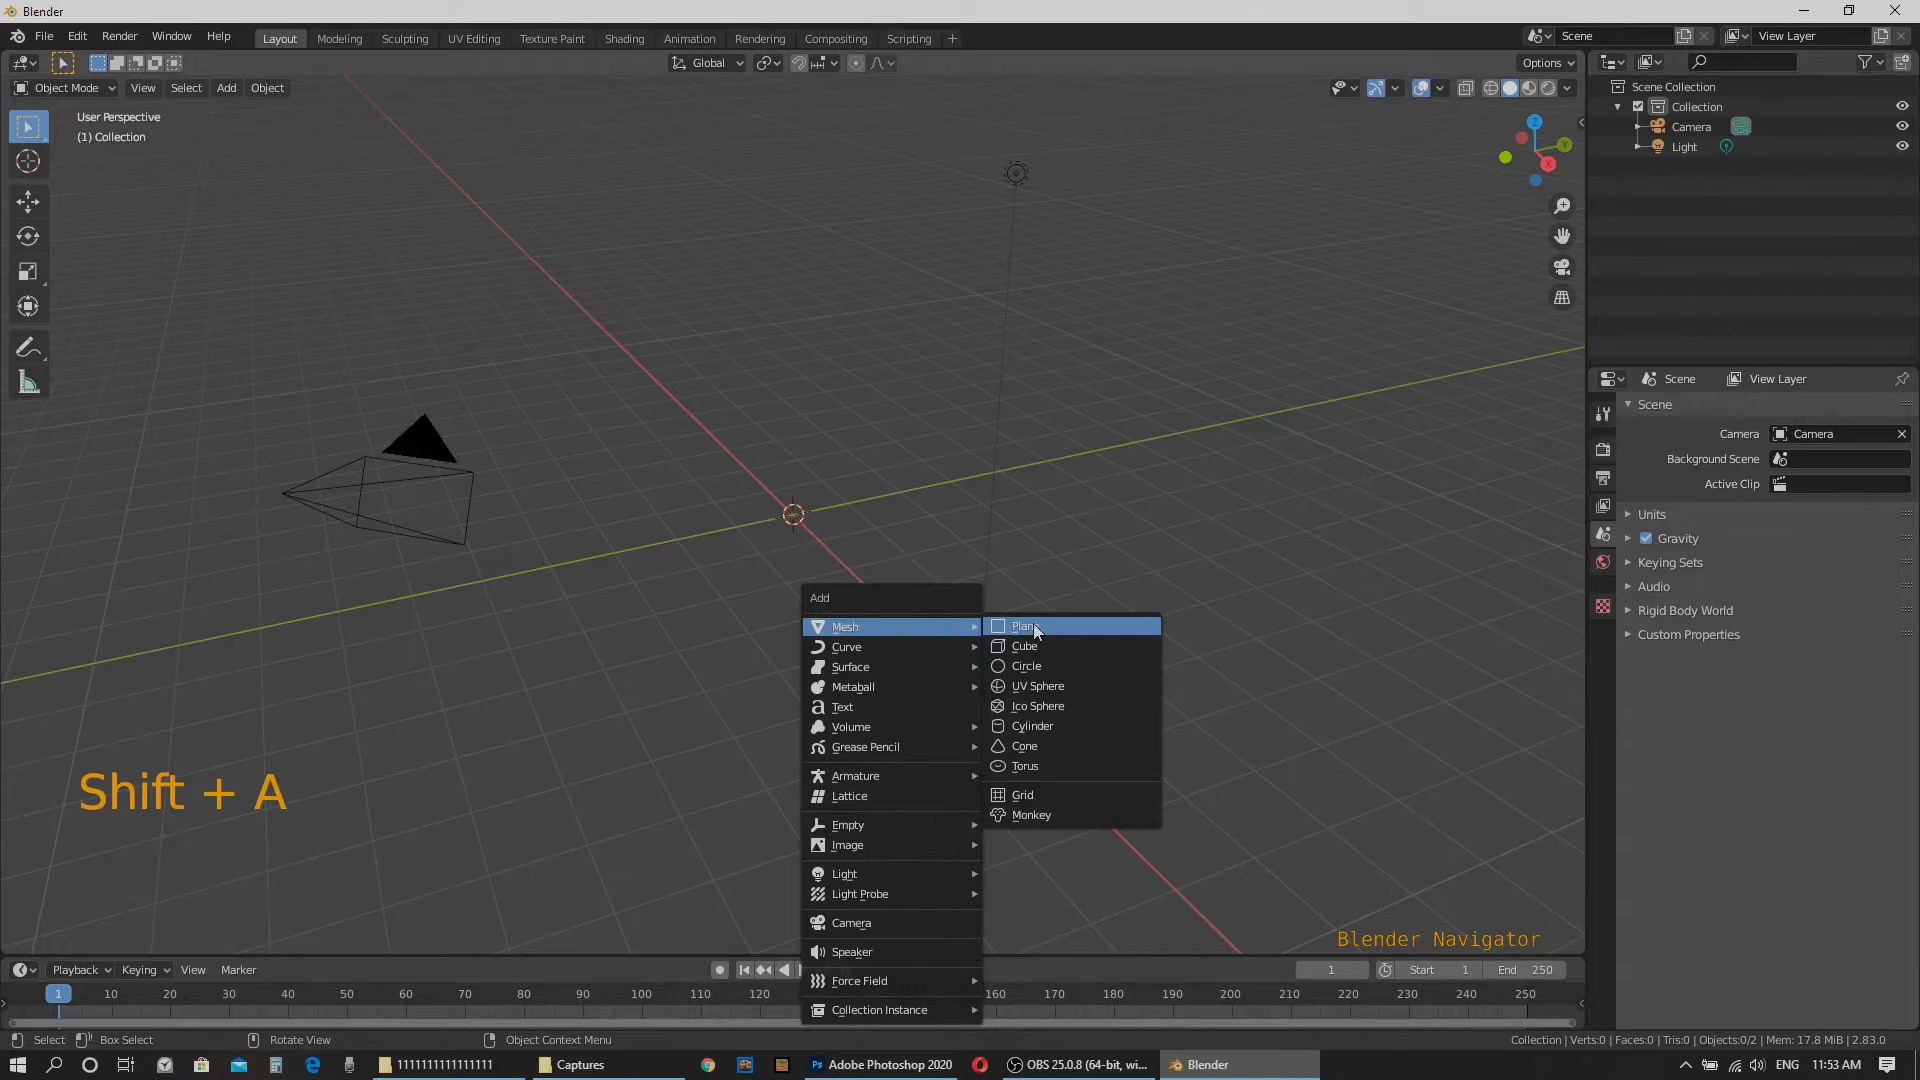 Blender
File Edit Render Window Help
Layout Modeling Sculpting UV Editing Texture Paint Shading Animation Rendering Compositing Scripting +
Scene
View Layer
Global
Options
Object Mode View Select Add Object
User Perspective
(1) Collection
Z
Y
X
Scene Collection
Collection
Camera
Light
Scene View Layer
Scene
Camera Camera
Background Scene
Active Clip
Units
Gravity
Keying Sets
Audio
Rigid Body World
Custom Properties
Add
Mesh
Curve
Surface
Metaball
Text
Volume
Grease Pencil
Armature
Lattice
Empty
Image
Light
Light Probe
Camera
Speaker
Force Field
Collection Instance
Plane
Cube
Circle
UV Sphere
Ico Sphere
Cylinder
Cone
Torus
Grid
Monkey
Shift + A
Blender Navigator
Playback Keying View Marker
1 Start 1 End 250
1 10 20 30 40 50 60 70 80 90 100 110 120 160 170 180 190 200 210 220 230 240 250
Select Box Select Rotate View Object Context Menu
Collection | Verts:0 | Faces:0 | Tris:0 | Objects:0/2 | Mem: 17.8 MiB | 2.83.0
1111111111111111 Captures Adobe Photoshop 2020 OBS 25.0.8 (64-bit, wi... Blender
ENG 11:53 AM